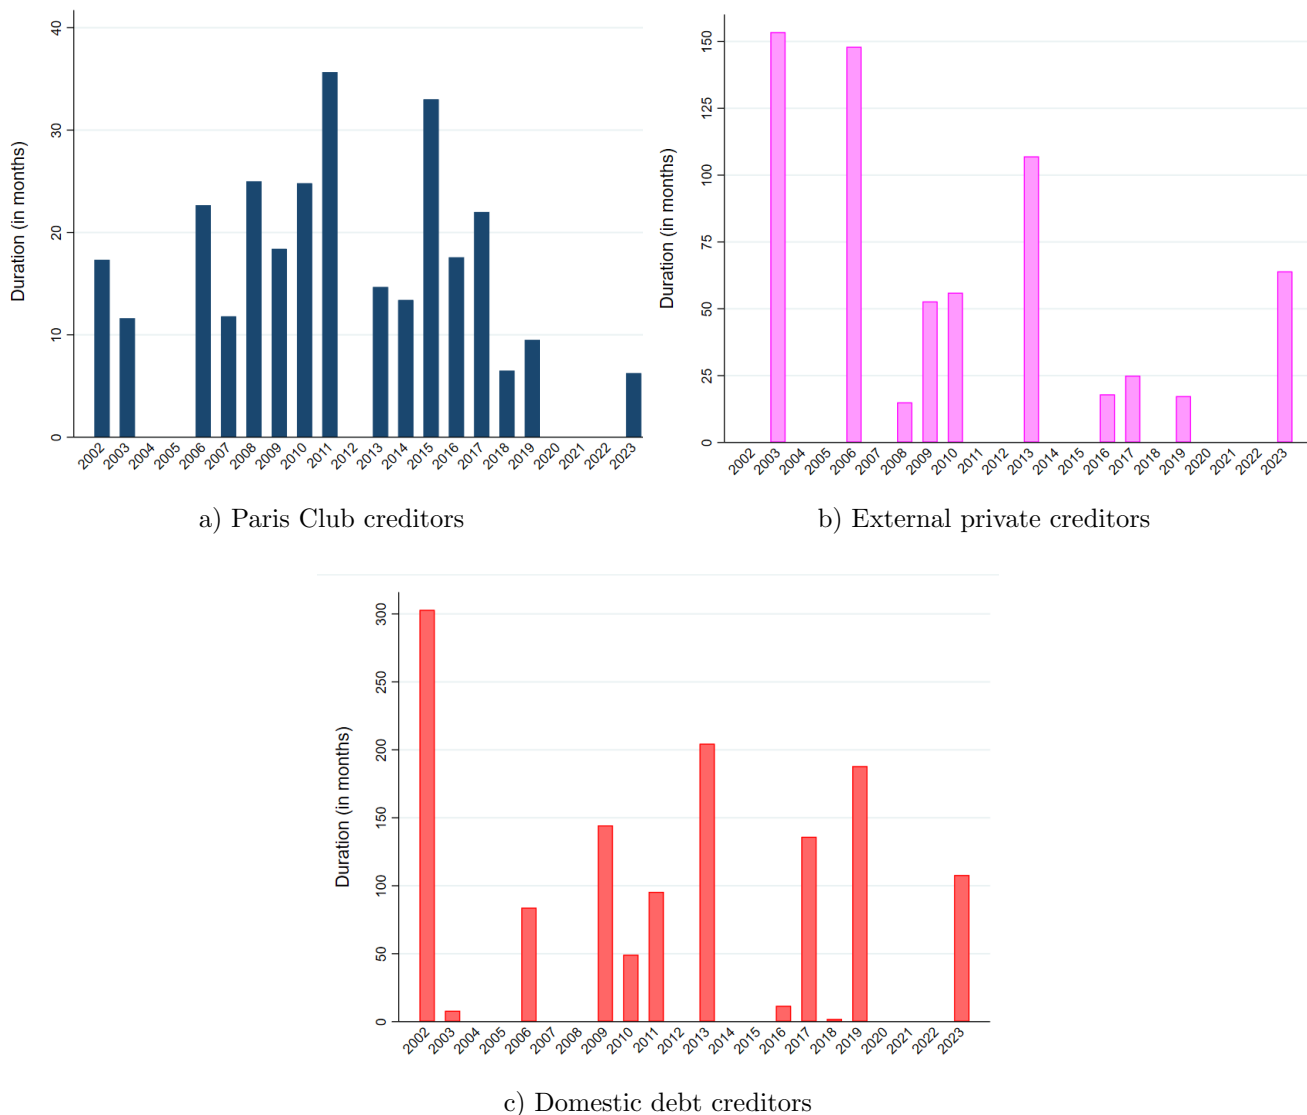 Duration (in months)
40
30
20
10
0
2002 2003 2004 2005 2006 2007 2008 2009 2010 2011 2012 2013 2014 2015 2016 2017 2018 2019 2020 2021 2022 2023
a) Paris Club creditors
Duration (in months)
150
125
100
75
50
25
0
2002 2003 2004 2005 2006 2007 2008 2009 2010 2011 2012 2013 2014 2015 2016 2017 2018 2019 2020 2021 2022 2023
b) External private creditors
Duration (in months)
300
250
200
150
100
50
0
2002 2003 2004 2005 2006 2007 2008 2009 2010 2011 2012 2013 2014 2015 2016 2017 2018 2019 2020 2021 2022 2023
c) Domestic debt creditors